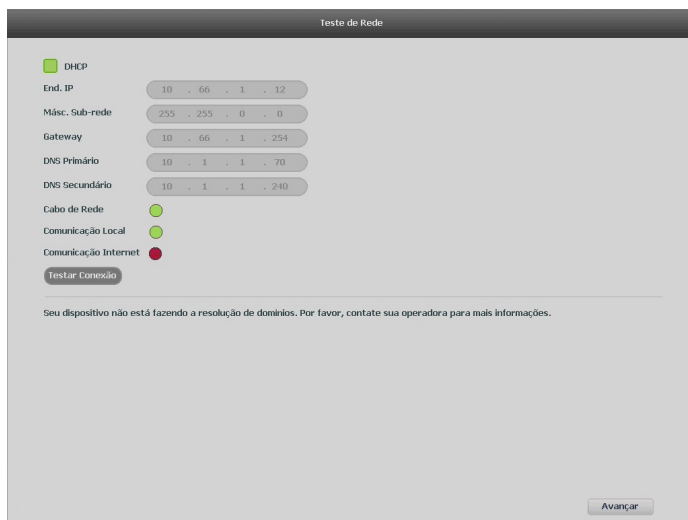 Teste de Rede
DHCP
End. IP 10 . 66 . 1 . 12
Másc. Sub-rede 255 . 255 . 0 . 0
Gateway 10 . 66 . 1 . 254
DNS Primário 10 . 1 . 1 . 70
DNS Secundário 10 . 1 . 1 . 240
Cabo de Rede
Comunicação Local
Comunicação Internet
Testar Conexão
Seu dispositivo não está fazendo a resolução de domínios. Por favor, contate sua operadora para mais informações.
Avançar